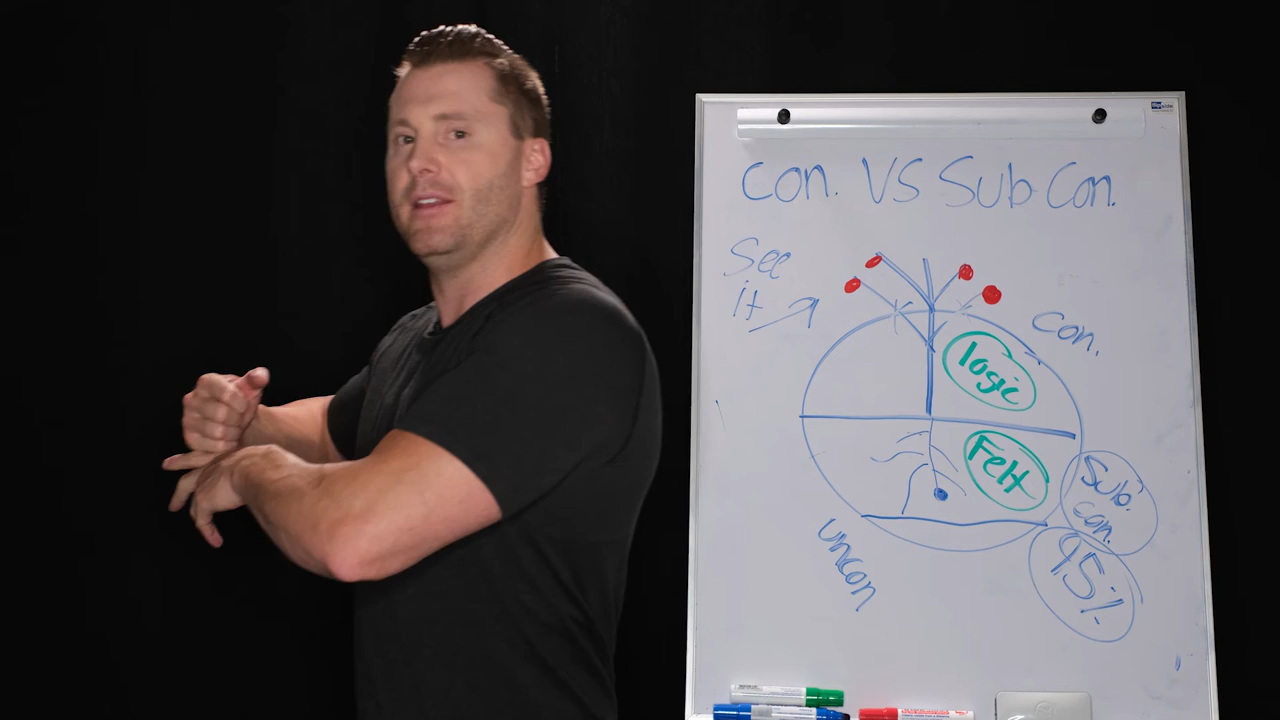 Con. VS Sub Con.
See
it
Con.
logic
Felt
Sub.
con.
95%
uncon